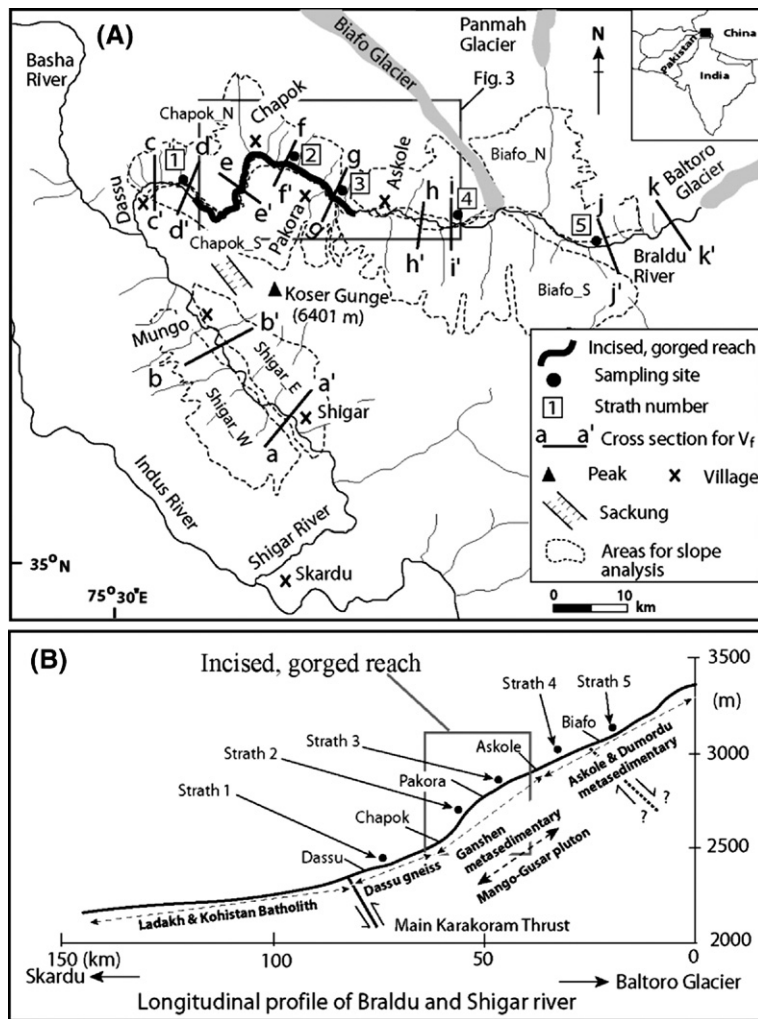 (A)
Basha
River
Biafo Glacier
Panmah
Glacier
N
China
Pakistan
India
Fig. 3
Chapok_N
Chapok
Biafo_N
Baltoro
Glacier
Askole
Dassu
Pakora
Chapok_S
c
c'
d
d'
e
e'
f
f'
g
g'
h
h'
i
i'
j
j'
k
k'
1
2
3
4
5
Braldu
River
Biafo_S
Koser Gunge
(6401 m)
Mungo
b
b'
Shigar_E
Shigar_W
a
a'
Shigar
Indus River
Shigar River
Skardu
35°N
75°30'E
Incised, gorged reach
Sampling site
1 Strath number
a a' Cross section for Vf
Peak Village
Sackung
Areas for slope
analysis
0 10
km
(B)
Incised, gorged reach
3500
(m)
3000
2500
2000
Strath 1
Strath 2
Strath 3
Strath 4
Strath 5
Dassu
Chapok
Pakora
Askole
Biafo
Ladakh & Kohistan Batholith
Dassu gneiss
Ganshen
metasedimentary
Mango-Gusar pluton
Askole & Dumordu
metasedimentary
?
?
Main Karakoram Thrust
150 (km) 100 50 0
Skardu Baltoro Glacier
Longitudinal profile of Braldu and Shigar river